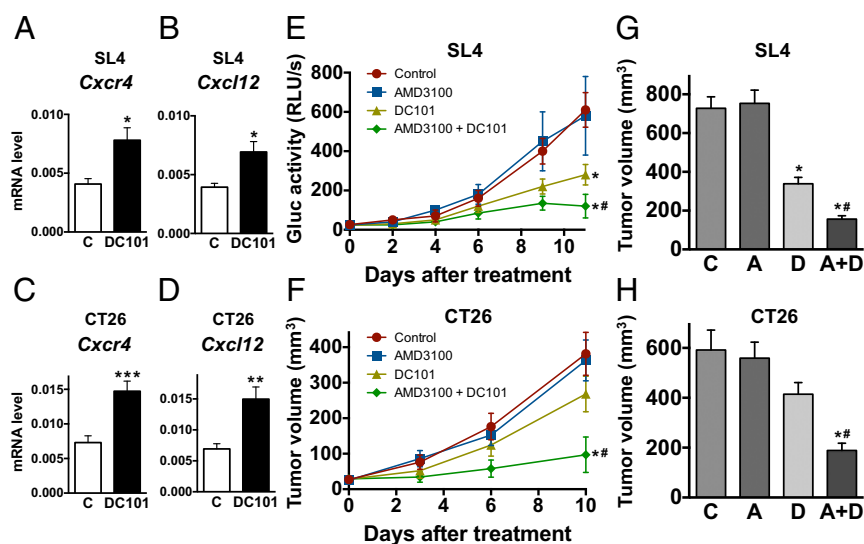 A
SL4
Cxcr4
mRNA level
0.010
0.005
0.000
*
C DC101
B
SL4
Cxcl12
0.010
0.005
0.000
*
C DC101
C
CT26
Cxcr4
mRNA level
0.015
0.010
0.005
0.000
***
C DC101
D
CT26
Cxcl12
0.015
0.010
0.005
0.000
**
C DC101
E
SL4
Gluc activity (RLU/s)
800
600
400
200
0
Control
AMD3100
DC101
AMD3100 + DC101
*
*#
0 2 4 6 8 10
Days after treatment
F
CT26
Tumor volume (mm³)
400
300
200
100
0
Control
AMD3100
DC101
AMD3100 + DC101
*#
0 2 4 6 8 10
Days after treatment
G
SL4
Tumor volume (mm³)
800
600
400
200
0
*
*#
C A D A+D
H
CT26
Tumor volume (mm³)
600
400
200
0
*#
C A D A+D